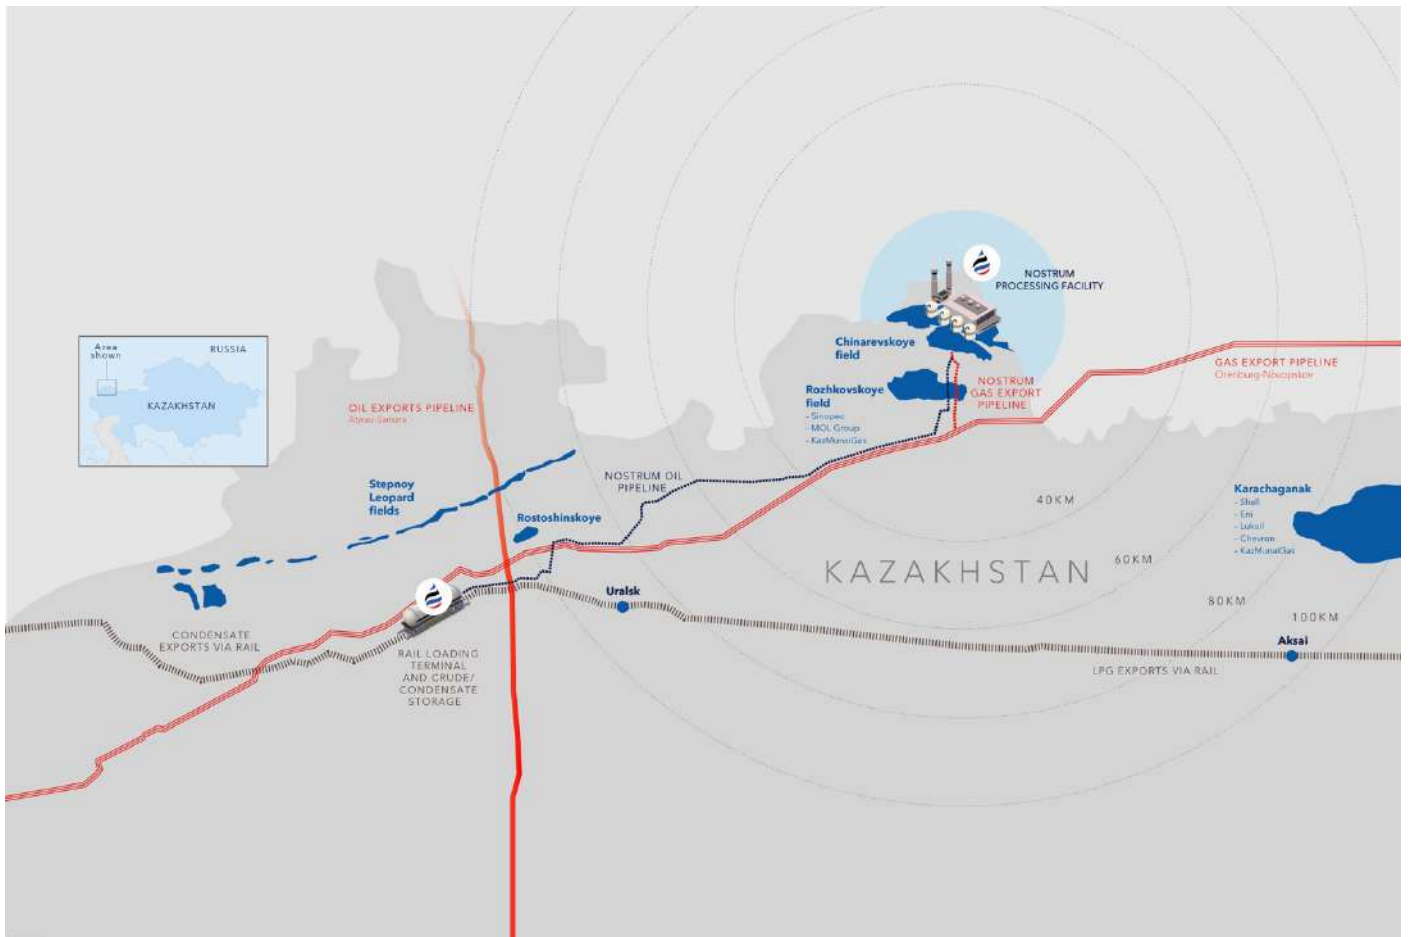 NOSTRUM
PROCESSING FACILITY
Area
shown
RUSSIA
KAZAKHSTAN
Chinarevskoye
field
GAS EXPORT PIPELINE
Orenburg-Novopskov
Rozhkovskoye
field
- Sinopec
- MOL Group
- KazMunaiGas
NOSTRUM
GAS EXPORT
PIPELINE
OIL EXPORTS PIPELINE
Atyrau-Samara
NOSTRUM OIL
PIPELINE
Stepnoy
Leopard
fields
Rostoshinskoye
40KM
Karachaganak
- Shell
- Eni
- Lukoil
- Chevron
- KazMunaiGas
KAZAKHSTAN
60KM
Uralsk
80KM
100KM
CONDENSATE
EXPORTS VIA RAIL
Aksai
RAIL LOADING
TERMINAL
AND CRUDE/
CONDENSATE
STORAGE
LPG EXPORTS VIA RAIL